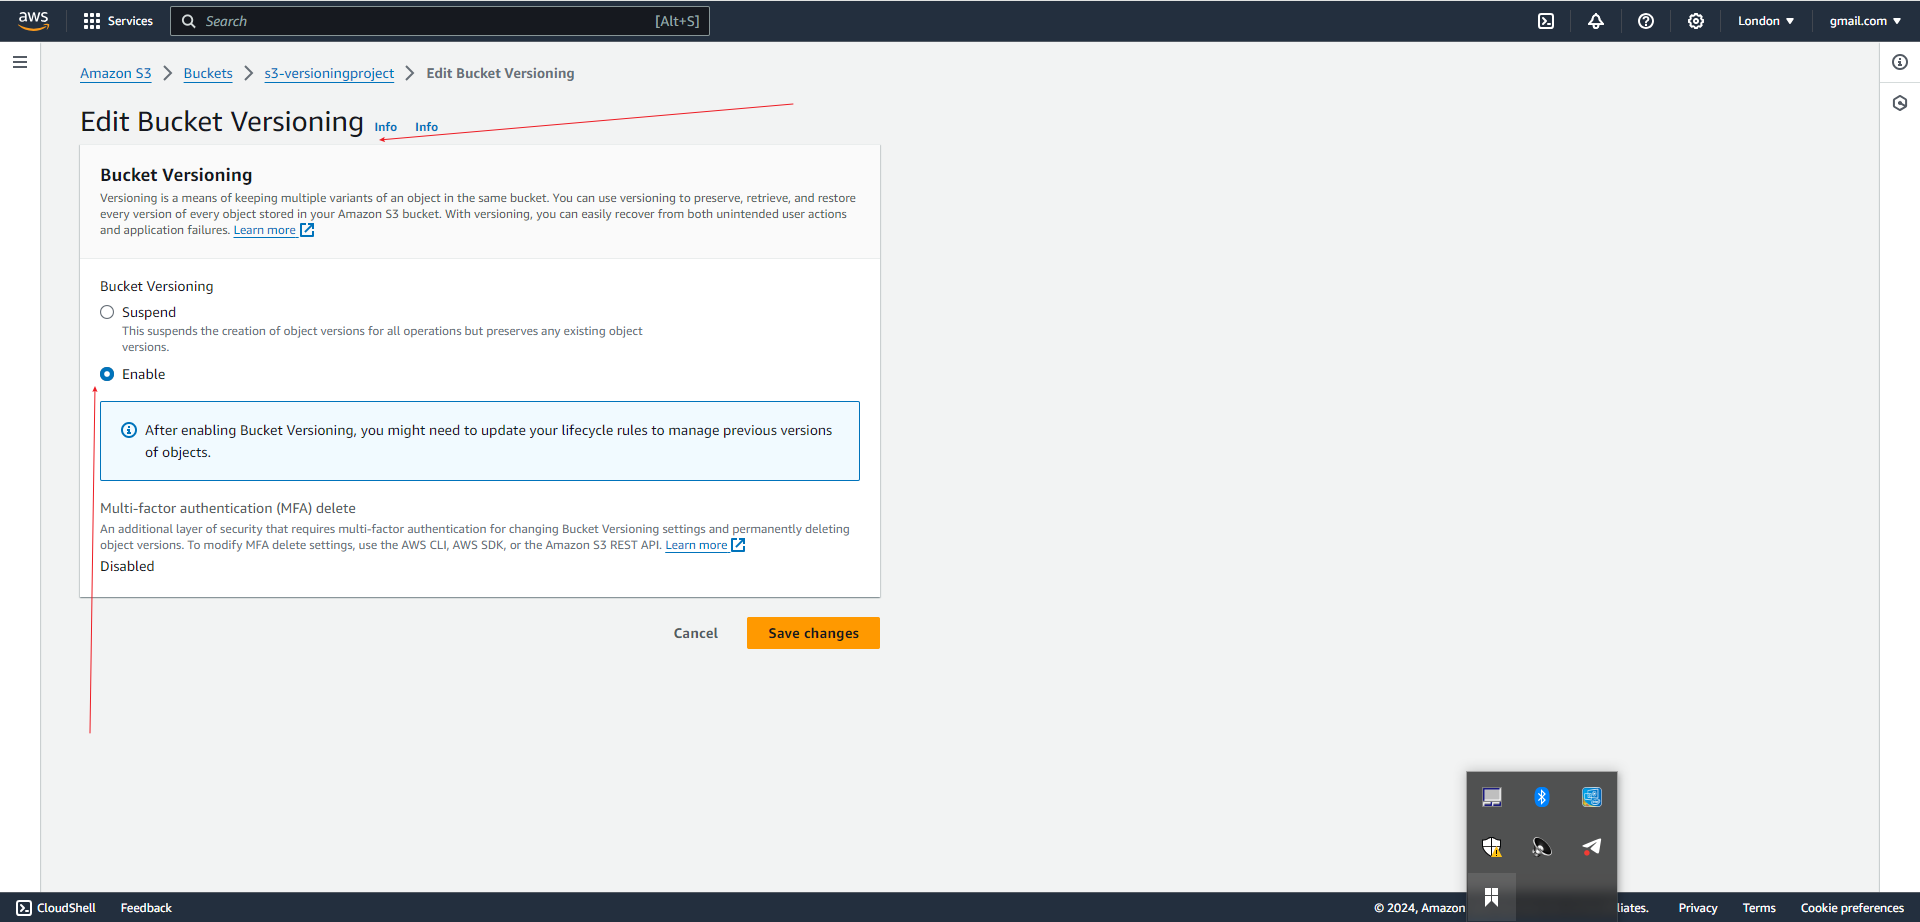 aws
Services
Search
[Alt+S]
London
gmail.com
Amazon S3
Buckets
s3-versioningproject
Edit Bucket Versioning
Edit Bucket Versioning
Info
Info
Bucket Versioning
Versioning is a means of keeping multiple variants of an object in the same bucket. You can use versioning to preserve, retrieve, and restore
every version of every object stored in your Amazon S3 bucket. With versioning, you can easily recover from both unintended user actions
and application failures. Learn more
Bucket Versioning
Suspend
This suspends the creation of object versions for all operations but preserves any existing object
versions.
Enable
After enabling Bucket Versioning, you might need to update your lifecycle rules to manage previous versions
of objects.
Multi-factor authentication (MFA) delete
An additional layer of security that requires multi-factor authentication for changing Bucket Versioning settings and permanently deleting
object versions. To modify MFA delete settings, use the AWS CLI, AWS SDK, or the Amazon S3 REST API. Learn more
Disabled
Cancel
Save changes
CloudShell
Feedback
© 2024, Amazon
liates.
Privacy
Terms
Cookie preferences